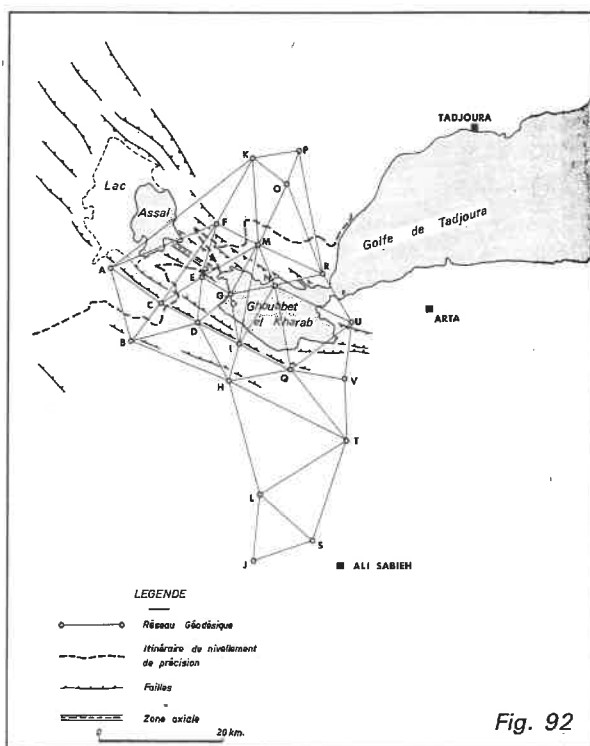 TADJOURA
K
P
O
Lac
Assal
F
M
Golfe de Tadjoura
A
E
R
N
C
G
Ghoubbet
el Kharab
U
ARTA
B
D
I
Q
V
H
T
L
S
J
ALI SABIEH
LEGENDE
Réseau Géodèsique
Itinéraire de nivellement
de précision
Failles
Zone axiale
0 20 km.
Fig. 92